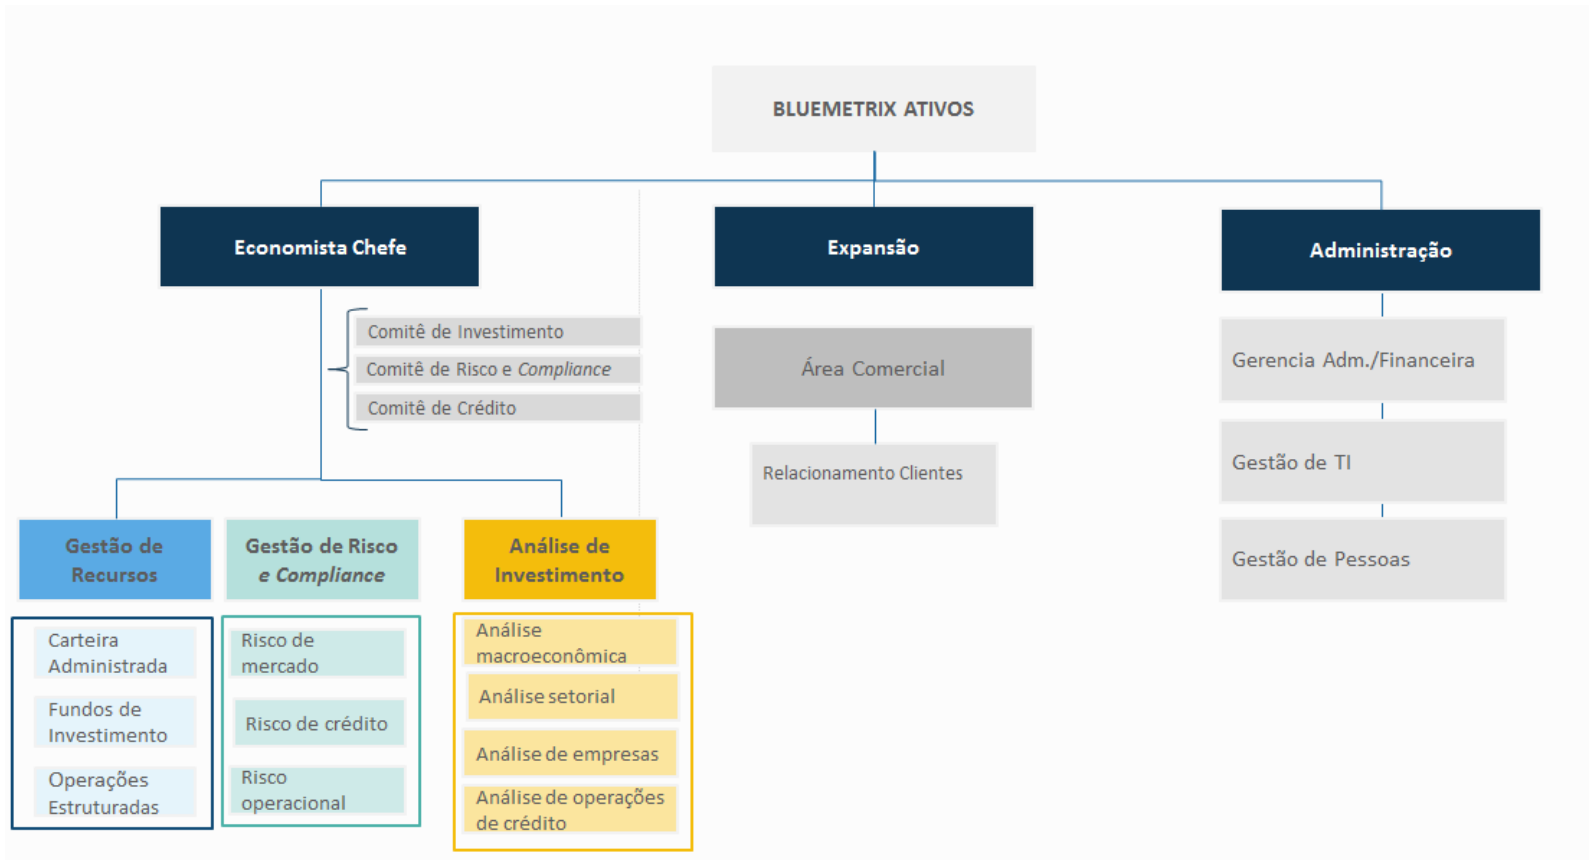 BLUEMETRIX ATIVOS
Economista Chefe
Expansão
Administração
Comitê de Investimento
Comitê de Risco e Compliance
Comitê de Crédito
Área Comercial
Relacionamento Clientes
Gerencia Adm./Financeira
Gestão de TI
Gestão de Pessoas
Gestão de
Recursos
Carteira
Administrada
Fundos de
Investimento
Operações
Estruturadas
Gestão de Risco
e Compliance
Risco de
mercado
Risco de crédito
Risco
operacional
Análise de
Investimento
Análise
macroeconômica
Análise setorial
Análise de empresas
Análise de operações
de crédito